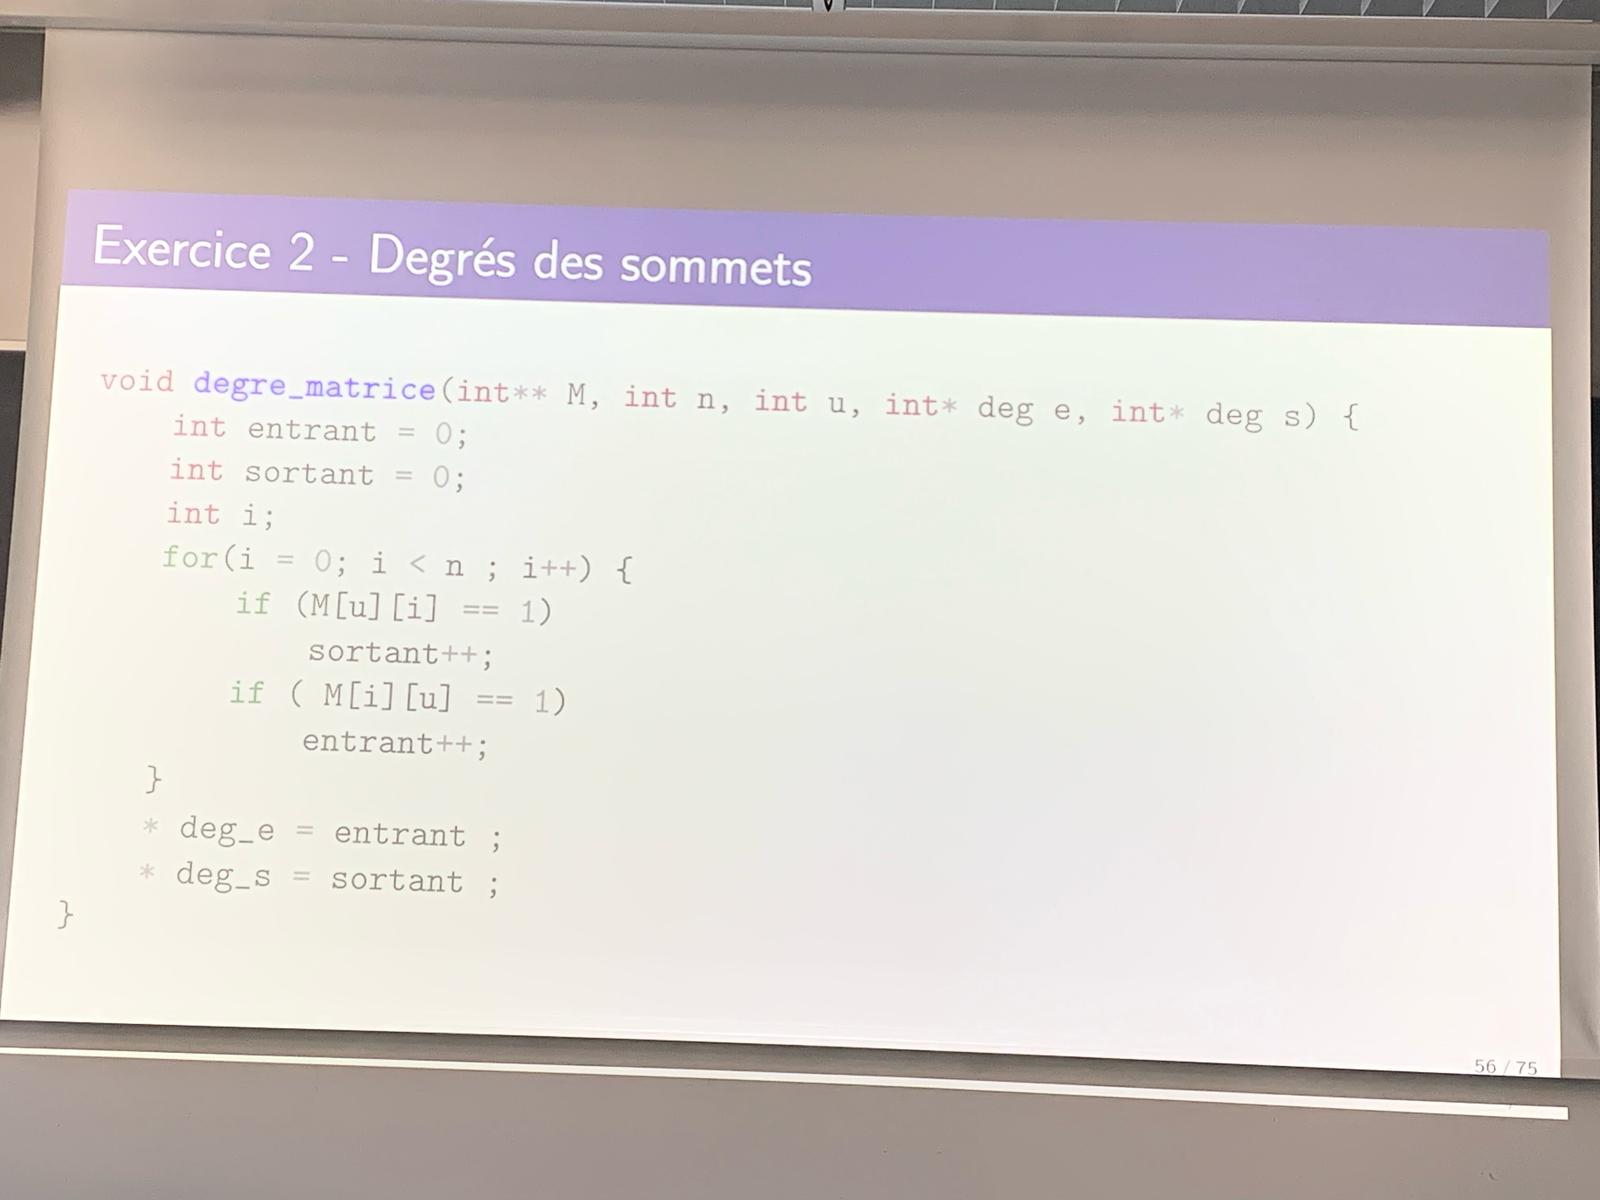 Exercice 2 - Degrés des sommets
void degre_matrice(int** M, int n, int u, int* deg e, int* deg s) {
int entrant = 0;
int sortant = 0;
int i;
for(i = 0; i < n ; i++) {
if (M[u][i] == 1)
sortant++;
if ( M[i][u] == 1)
entrant++;
}
* deg_e = entrant ;
* deg_s = sortant ;
}
56 / 75